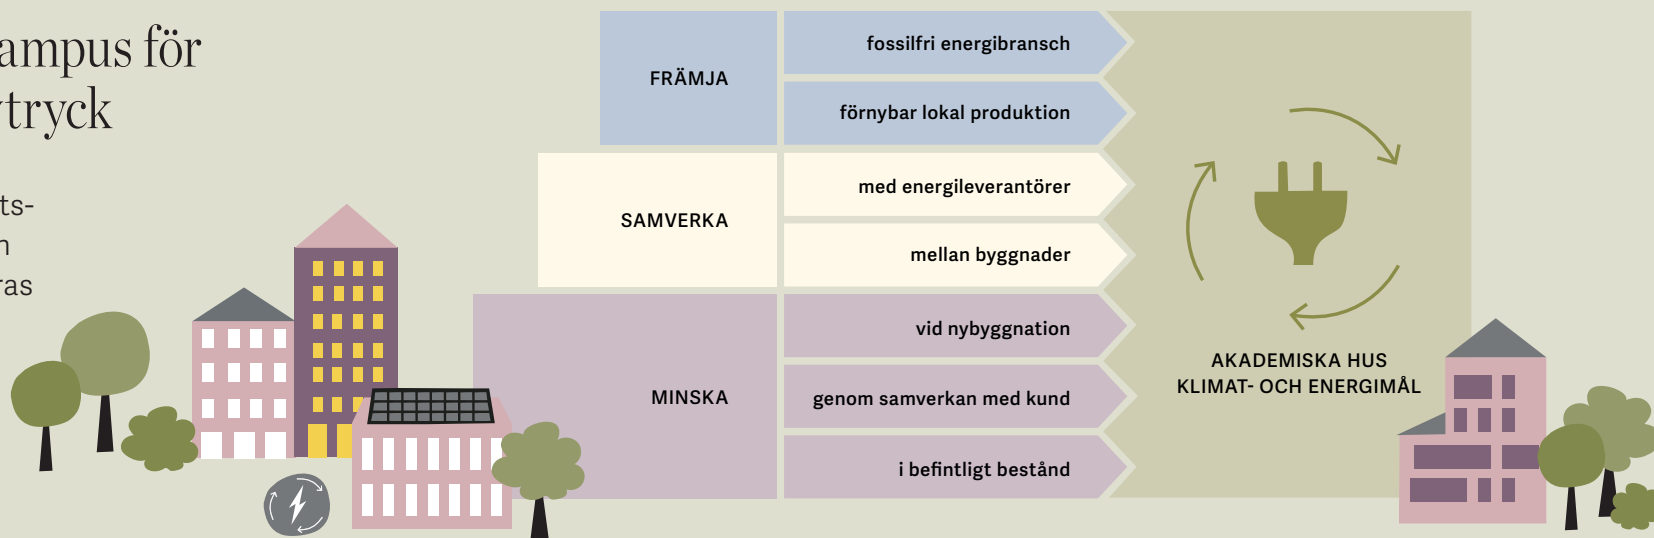 ampus för
tryck
ts-
n
ras
FRÄMJA
fossilfri energibransch
förnybar lokal produktion
SAMVERKA
med energileverantörer
mellan byggnader
MINSKA
vid nybyggnation
genom samverkan med kund
i befintligt bestånd
AKADEMISKA HUS
KLIMAT- OCH ENERGIMÅL